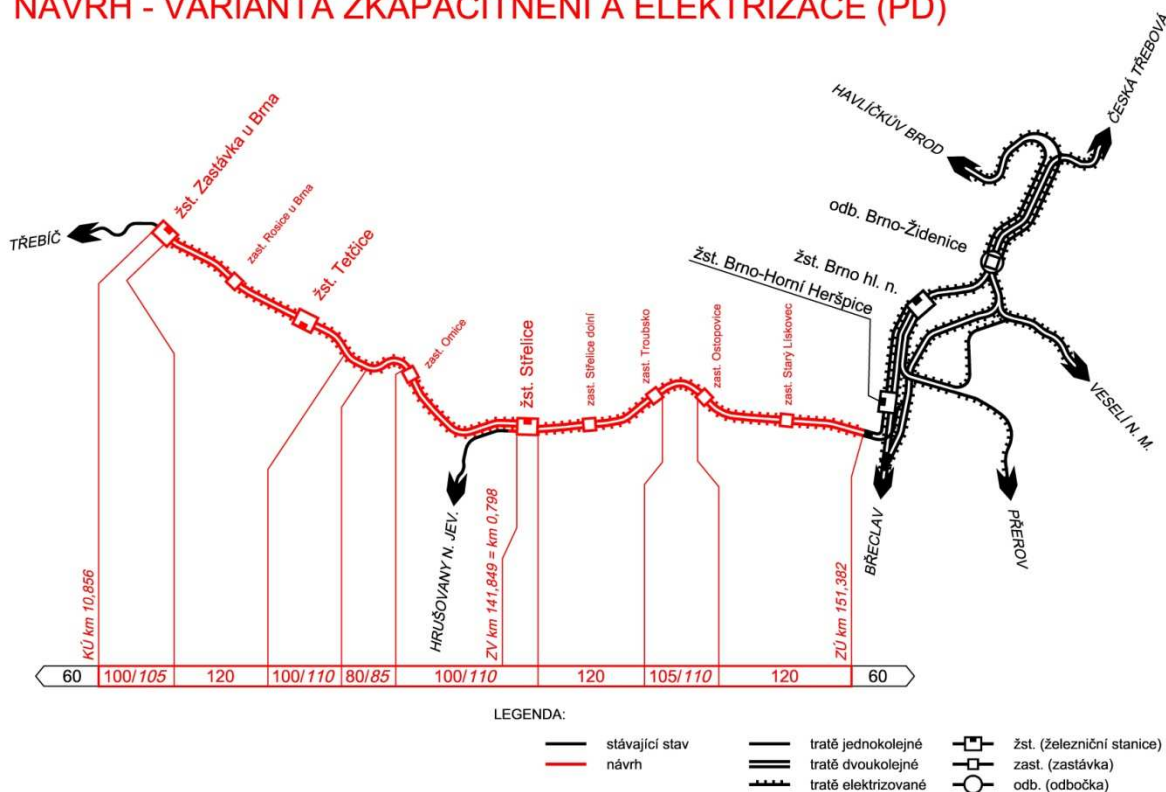 NÁVRH - VARIANTA ZKAPACITNĚNÍ A ELEKTRIZACE (PD)
ČESKÁ TŘEBOVÁ
HAVLÍČKŮV BROD
odb. Brno-Židenice
žst. Brno hl. n.
žst. Brno-Horní Heršpice
TŘEBÍČ
žst. Zastávka u Brna
zast. Rosice u Brna
žst. Tetčice
zast. Omice
žst. Střelice
zast. Střelice dolní
zast. Troubsko
zast. Ostopovice
zast. Starý Lískovec
VESELÍ N. M.
PŘEROV
BŘECLAV
HRUŠOVANY N. JEV.
KÚ km 10,856
ZV km 141,849 = km 0,798
ZÚ km 151,382
60 100/105 120 100/110 80/85 100/110 120 105/110 120 60
LEGENDA:
stávající stav
návrh
tratě jednokolejné
tratě dvoukolejné
tratě elektrizované
žst. (železniční stanice)
zast. (zastávka)
odb. (odbočka)